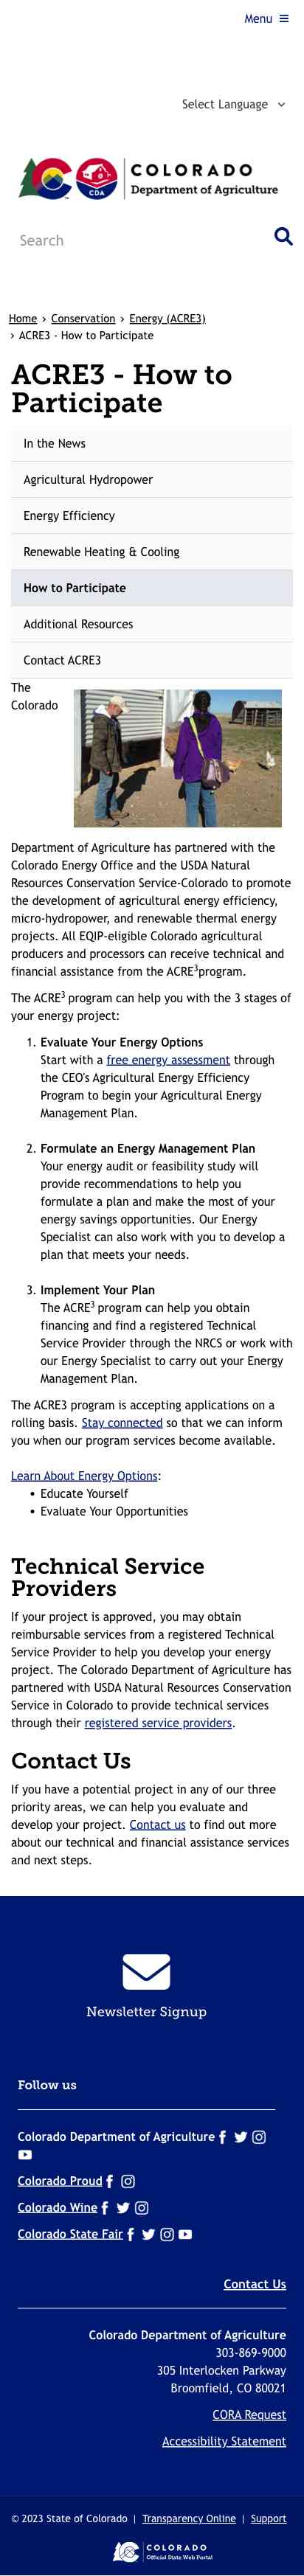 Menu
Select Language
COLORADO
Department of Agriculture
CDA
Search
Home › Conservation › Energy (ACRE3)
› ACRE3 - How to Participate
ACRE3 - How to
Participate
In the News
Agricultural Hydropower
Energy Efficiency
Renewable Heating & Cooling
How to Participate
Additional Resources
Contact ACRE3
The
Colorado
Department of Agriculture has partnered with the
Colorado Energy Office and the USDA Natural
Resources Conservation Service-Colorado to promote
the development of agricultural energy efficiency,
micro-hydropower, and renewable thermal energy
projects. All EQIP-eligible Colorado agricultural
producers and processors can receive technical and
financial assistance from the ACRE³program.
The ACRE³ program can help you with the 3 stages of
your energy project:
1. Evaluate Your Energy Options
Start with a free energy assessment through
the CEO's Agricultural Energy Efficiency
Program to begin your Agricultural Energy
Management Plan.
2. Formulate an Energy Management Plan
Your energy audit or feasibility study will
provide recommendations to help you
formulate a plan and make the most of your
energy savings opportunities. Our Energy
Specialist can also work with you to develop a
plan that meets your needs.
3. Implement Your Plan
The ACRE³ program can help you obtain
financing and find a registered Technical
Service Provider through the NRCS or work with
our Energy Specialist to carry out your Energy
Management Plan.
The ACRE3 program is accepting applications on a
rolling basis. Stay connected so that we can inform
you when our program services become available.
Learn About Energy Options:
• Educate Yourself
• Evaluate Your Opportunities
Technical Service
Providers
If your project is approved, you may obtain
reimbursable services from a registered Technical
Service Provider to help you develop your energy
project. The Colorado Department of Agriculture has
partnered with USDA Natural Resources Conservation
Service in Colorado to provide technical services
through their registered service providers.
Contact Us
If you have a potential project in any of our three
priority areas, we can help you evaluate and
develop your project. Contact us to find out more
about our technical and financial assistance services
and next steps.
Newsletter Signup
Follow us
Colorado Department of Agriculture
Colorado Proud
Colorado Wine
Colorado State Fair
Contact Us
Colorado Department of Agriculture
303-869-9000
305 Interlocken Parkway
Broomfield, CO 80021
CORA Request
Accessibility Statement
© 2023 State of Colorado | Transparency Online | Support
COLORADO
Official State Web Portal